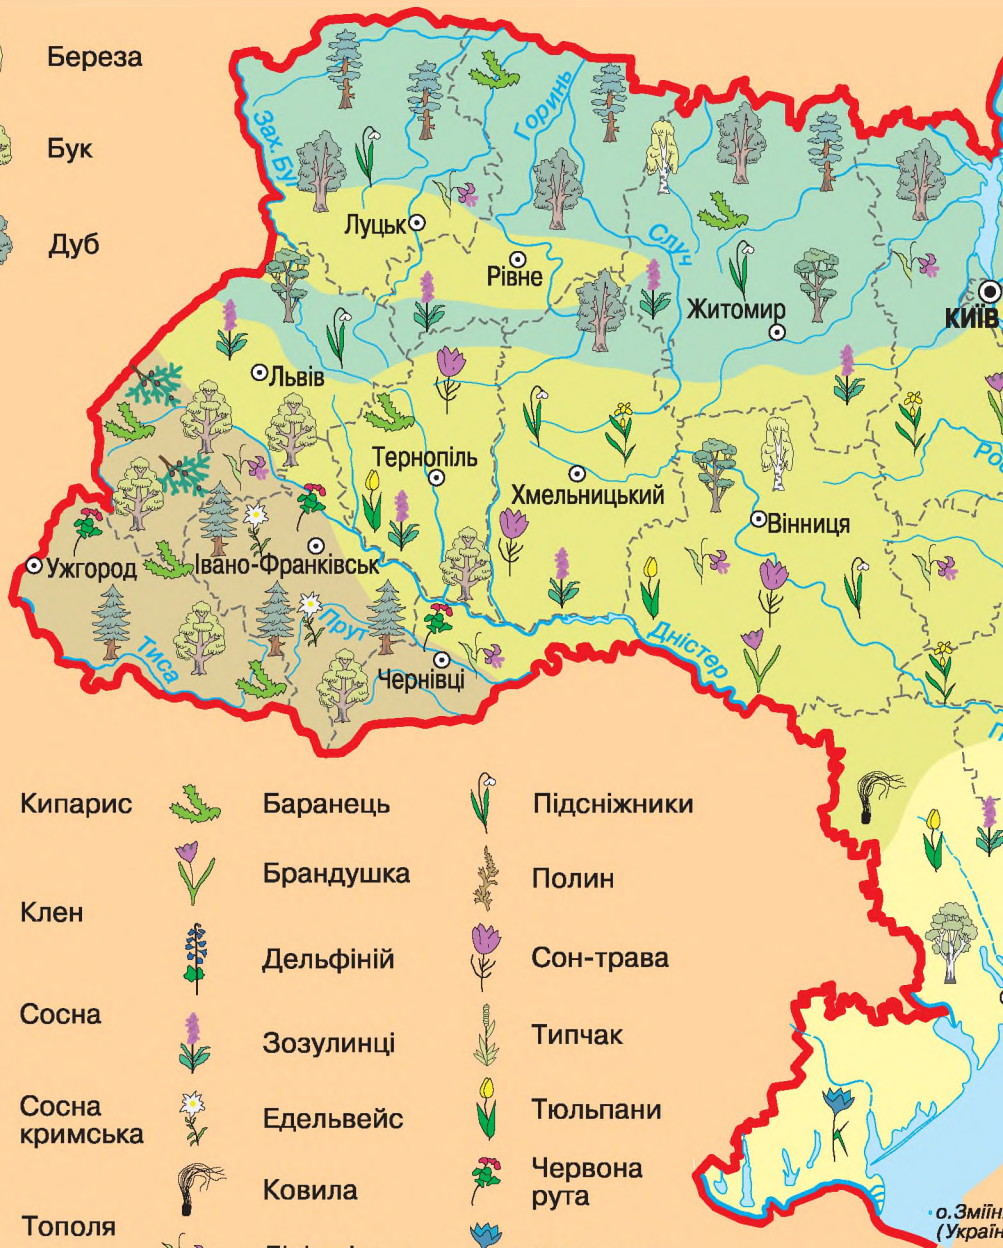 Береза
Бук
Дуб
Зах. Бу
Горинь
Луцьк
Рівне
Случ
Житомир
КИЇВ
Львів
Тернопіль
Хмельницький
Вінниця
Ро
Ужгород
Івано-Франківськ
Тиса
Прут
Чернівці
Дністер
Кипарис
Клен
Сосна
Сосна
кримська
Тополя
Баранець
Брандушка
Дельфіній
Зозулинці
Едельвейс
Ковила
Підсніжники
Полин
Сон-трава
Типчак
Тюльпани
Червона
рута
о.Зміїн
(Україн